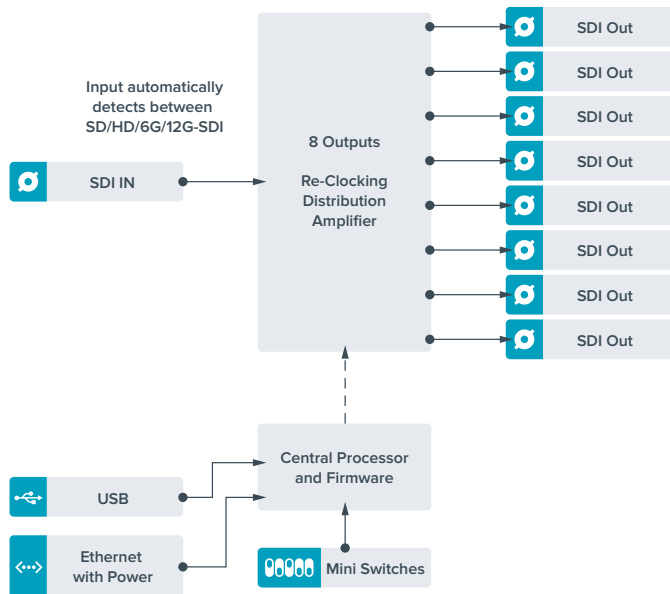 Input automatically
detects between
SD/HD/6G/12G-SDI
SDI IN
8 Outputs
Re-Clocking
Distribution
Amplifier
SDI Out
SDI Out
SDI Out
SDI Out
SDI Out
SDI Out
SDI Out
SDI Out
Central Processor
and Firmware
USB
Ethernet
with Power
Mini Switches